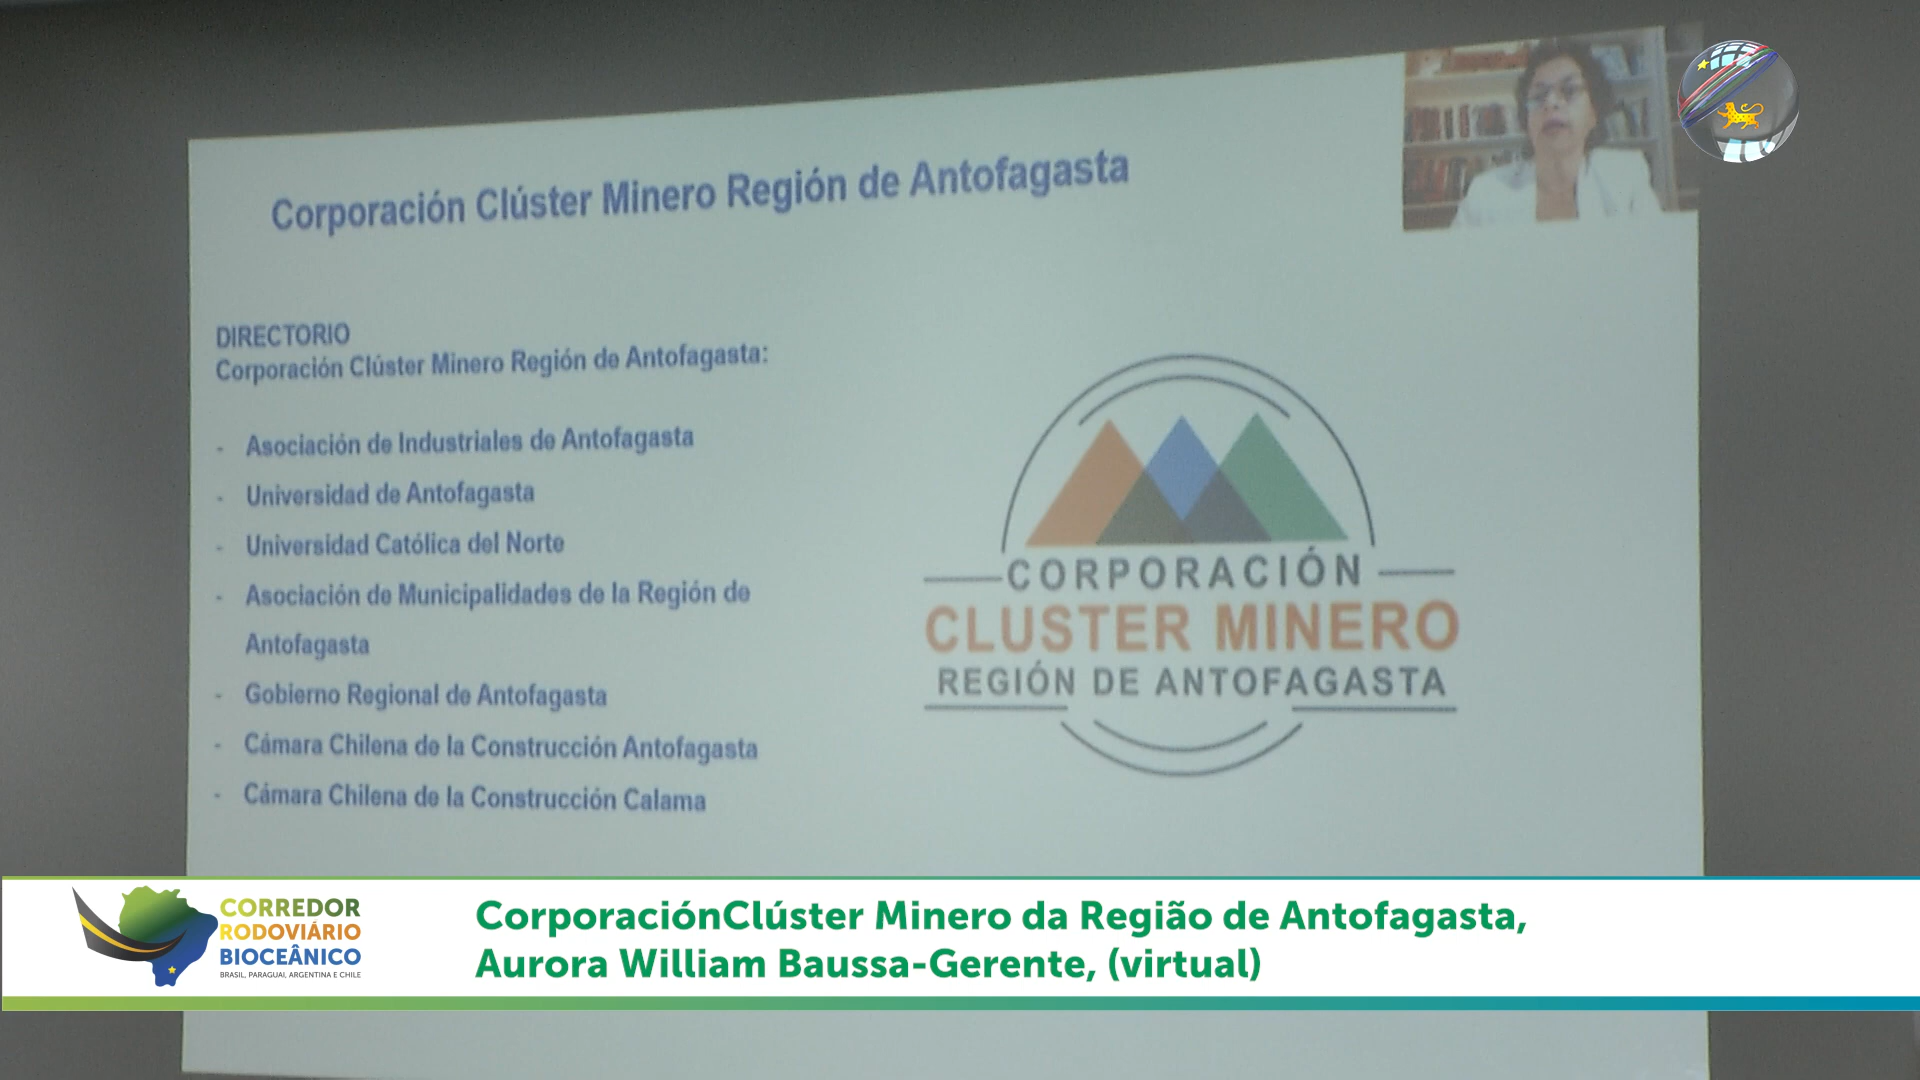 Corporación Clúster Minero Región de Antofagasta
DIRECTORIO
Corporación Clúster Minero Región de Antofagasta:
- Asociación de Industriales de Antofagasta
- Universidad de Antofagasta
- Universidad Católica del Norte
- Asociación de Municipalidades de la Región de
Antofagasta
- Gobierno Regional de Antofagasta
- Cámara Chilena de la Construcción Antofagasta
- Cámara Chilena de la Construcción Calama
CORPORACIÓN
CLUSTER MINERO
REGIÓN DE ANTOFAGASTA
CORREDOR
RODOVIÁRIO
BIOCEÂNICO
BRASIL, PARAGUAI, ARGENTINA E CHILE
CorporaciónClúster Minero da Região de Antofagasta,
Aurora William Baussa-Gerente, (virtual)